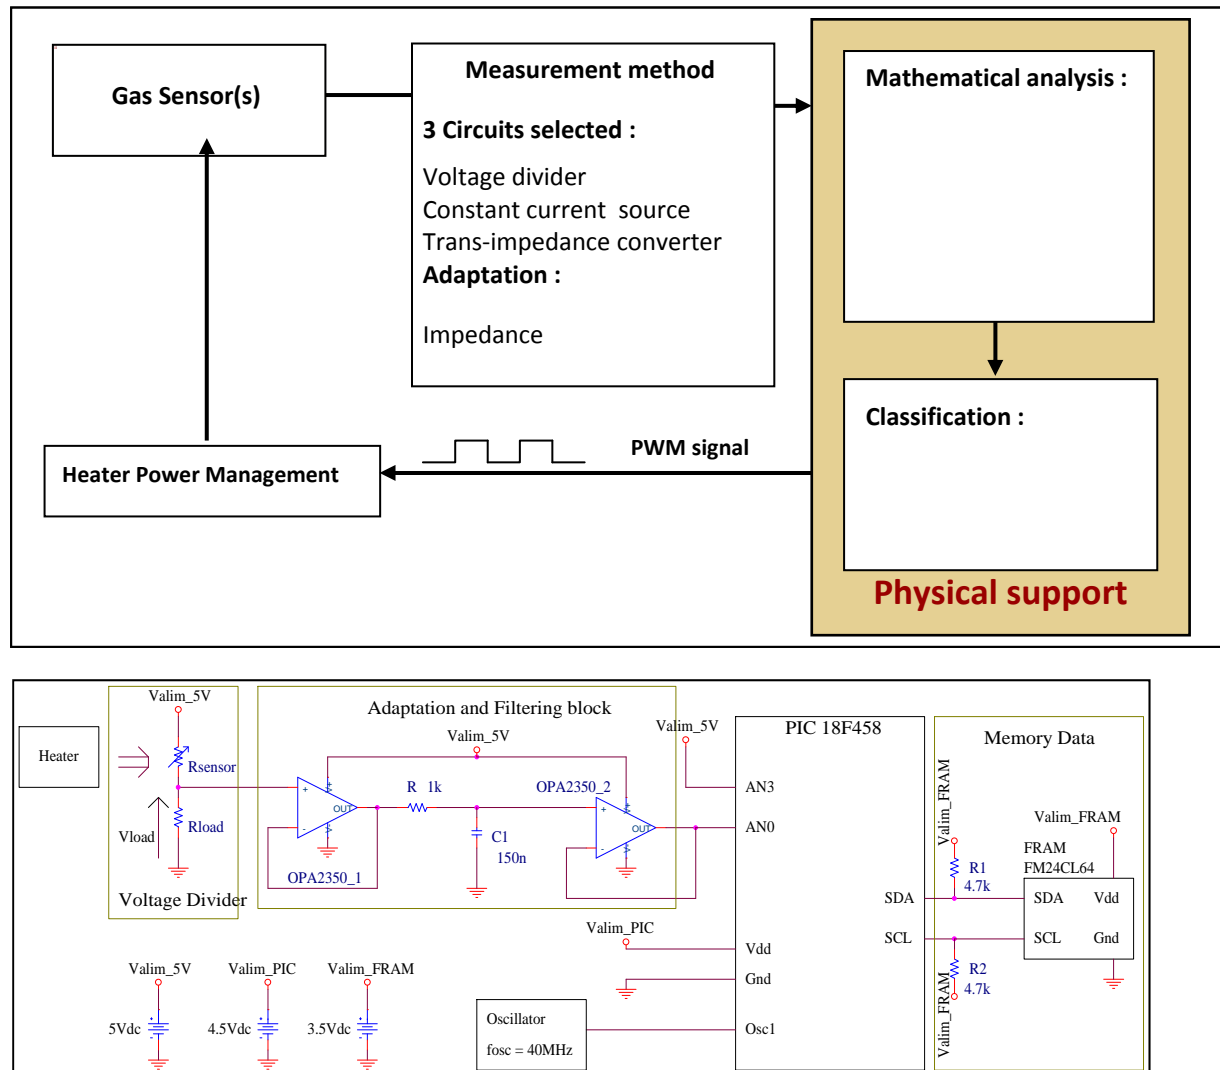 Gas Sensor(s)
Measurement method
3 Circuits selected :
Voltage divider
Constant current source
Trans-impedance converter
Adaptation :
Impedance
Mathematical analysis :
Classification :
Physical support
PWM signal
Heater Power Management
Heater
Valim_5V
Rsensor
Rload
Vload
Voltage Divider
Adaptation and Filtering block
Valim_5V
+
-
V+
OUT
V-
OPA2350_1
R 1k
C1
150n
OPA2350_2
+
-
V+
OUT
V-
Valim_5V
PIC 18F458
AN3
AN0
SDA
SCL
Valim_PIC
Vdd
Gnd
Osc1
Oscillator
fosc = 40MHz
Memory Data
Valim_FRAM
R1
4.7k
Valim_FRAM
FRAM
FM24CL64
SDA Vdd
SCL Gnd
R2
4.7k
Valim_FRAM
Valim_5V
5Vdc
Valim_PIC
4.5Vdc
Valim_FRAM
3.5Vdc